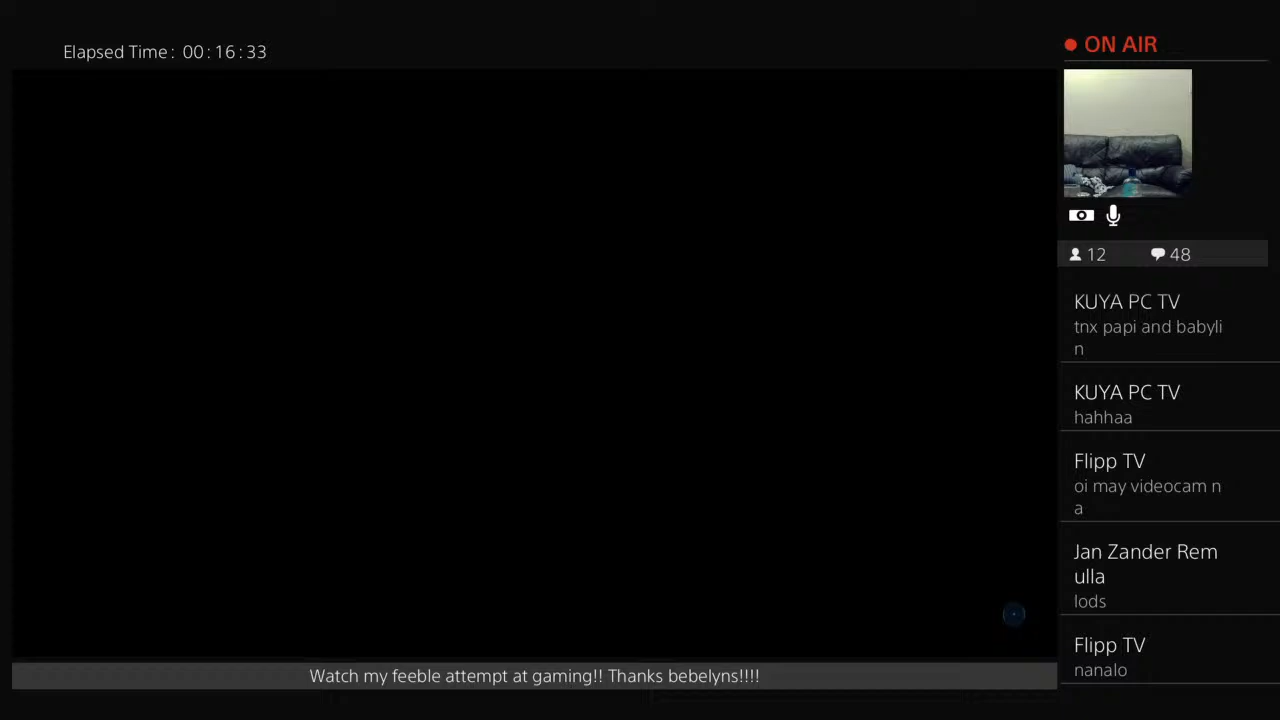 Elapsed Time: 00:16:33
ON AIR
12 48
KUYA PC TV
tnx papi and babyli
n
KUYA PC TV
hahhaa
Flipp TV
oi may videocam n
a
Jan Zander Rem
ulla
lods
Flipp TV
nanalo
Watch my feeble attempt at gaming!! Thanks bebelyns!!!!